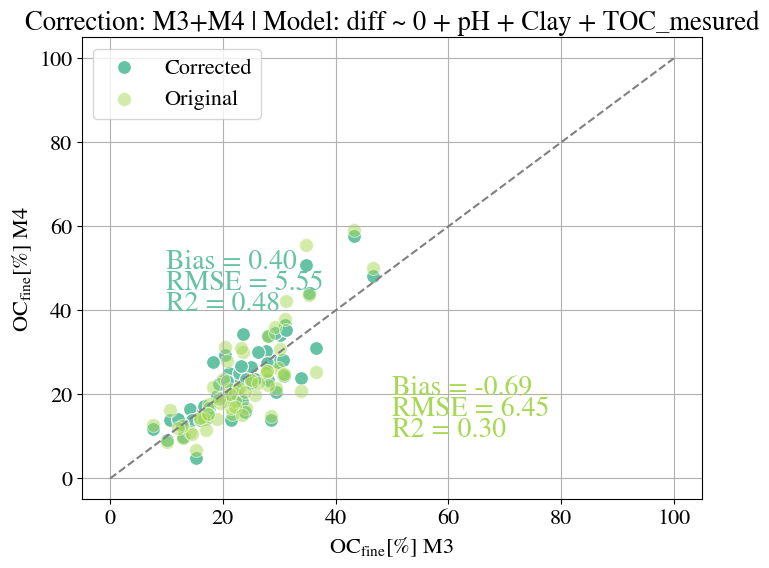 Correction: M3+M4 | Model: diff ~ 0 + pH + Clay + TOC_mesured
100
80
60
40
20
0
Corrected
Original
Bias = 0.40
RMSE = 5.55
R2 = 0.48
Bias = -0.69
RMSE = 6.45
R2 = 0.30
OC_fine[%] M4
0 20 40 60 80 100
OC_fine[%] M3